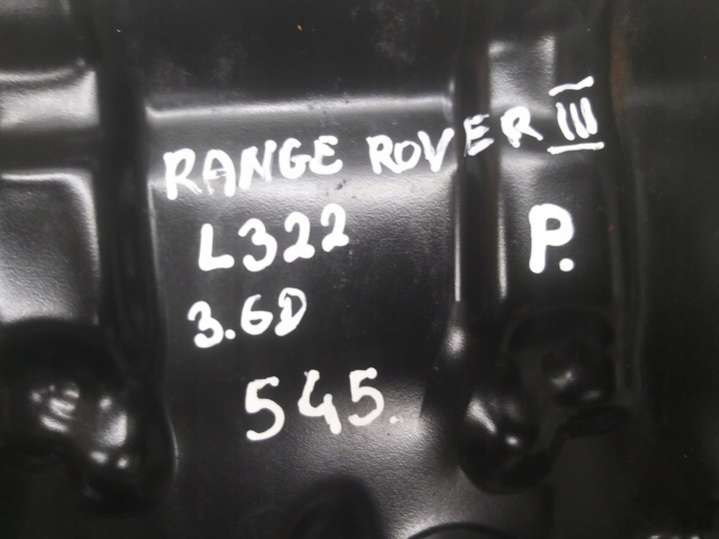 RANGE ROVER III
L322 P.
3.6D
545.